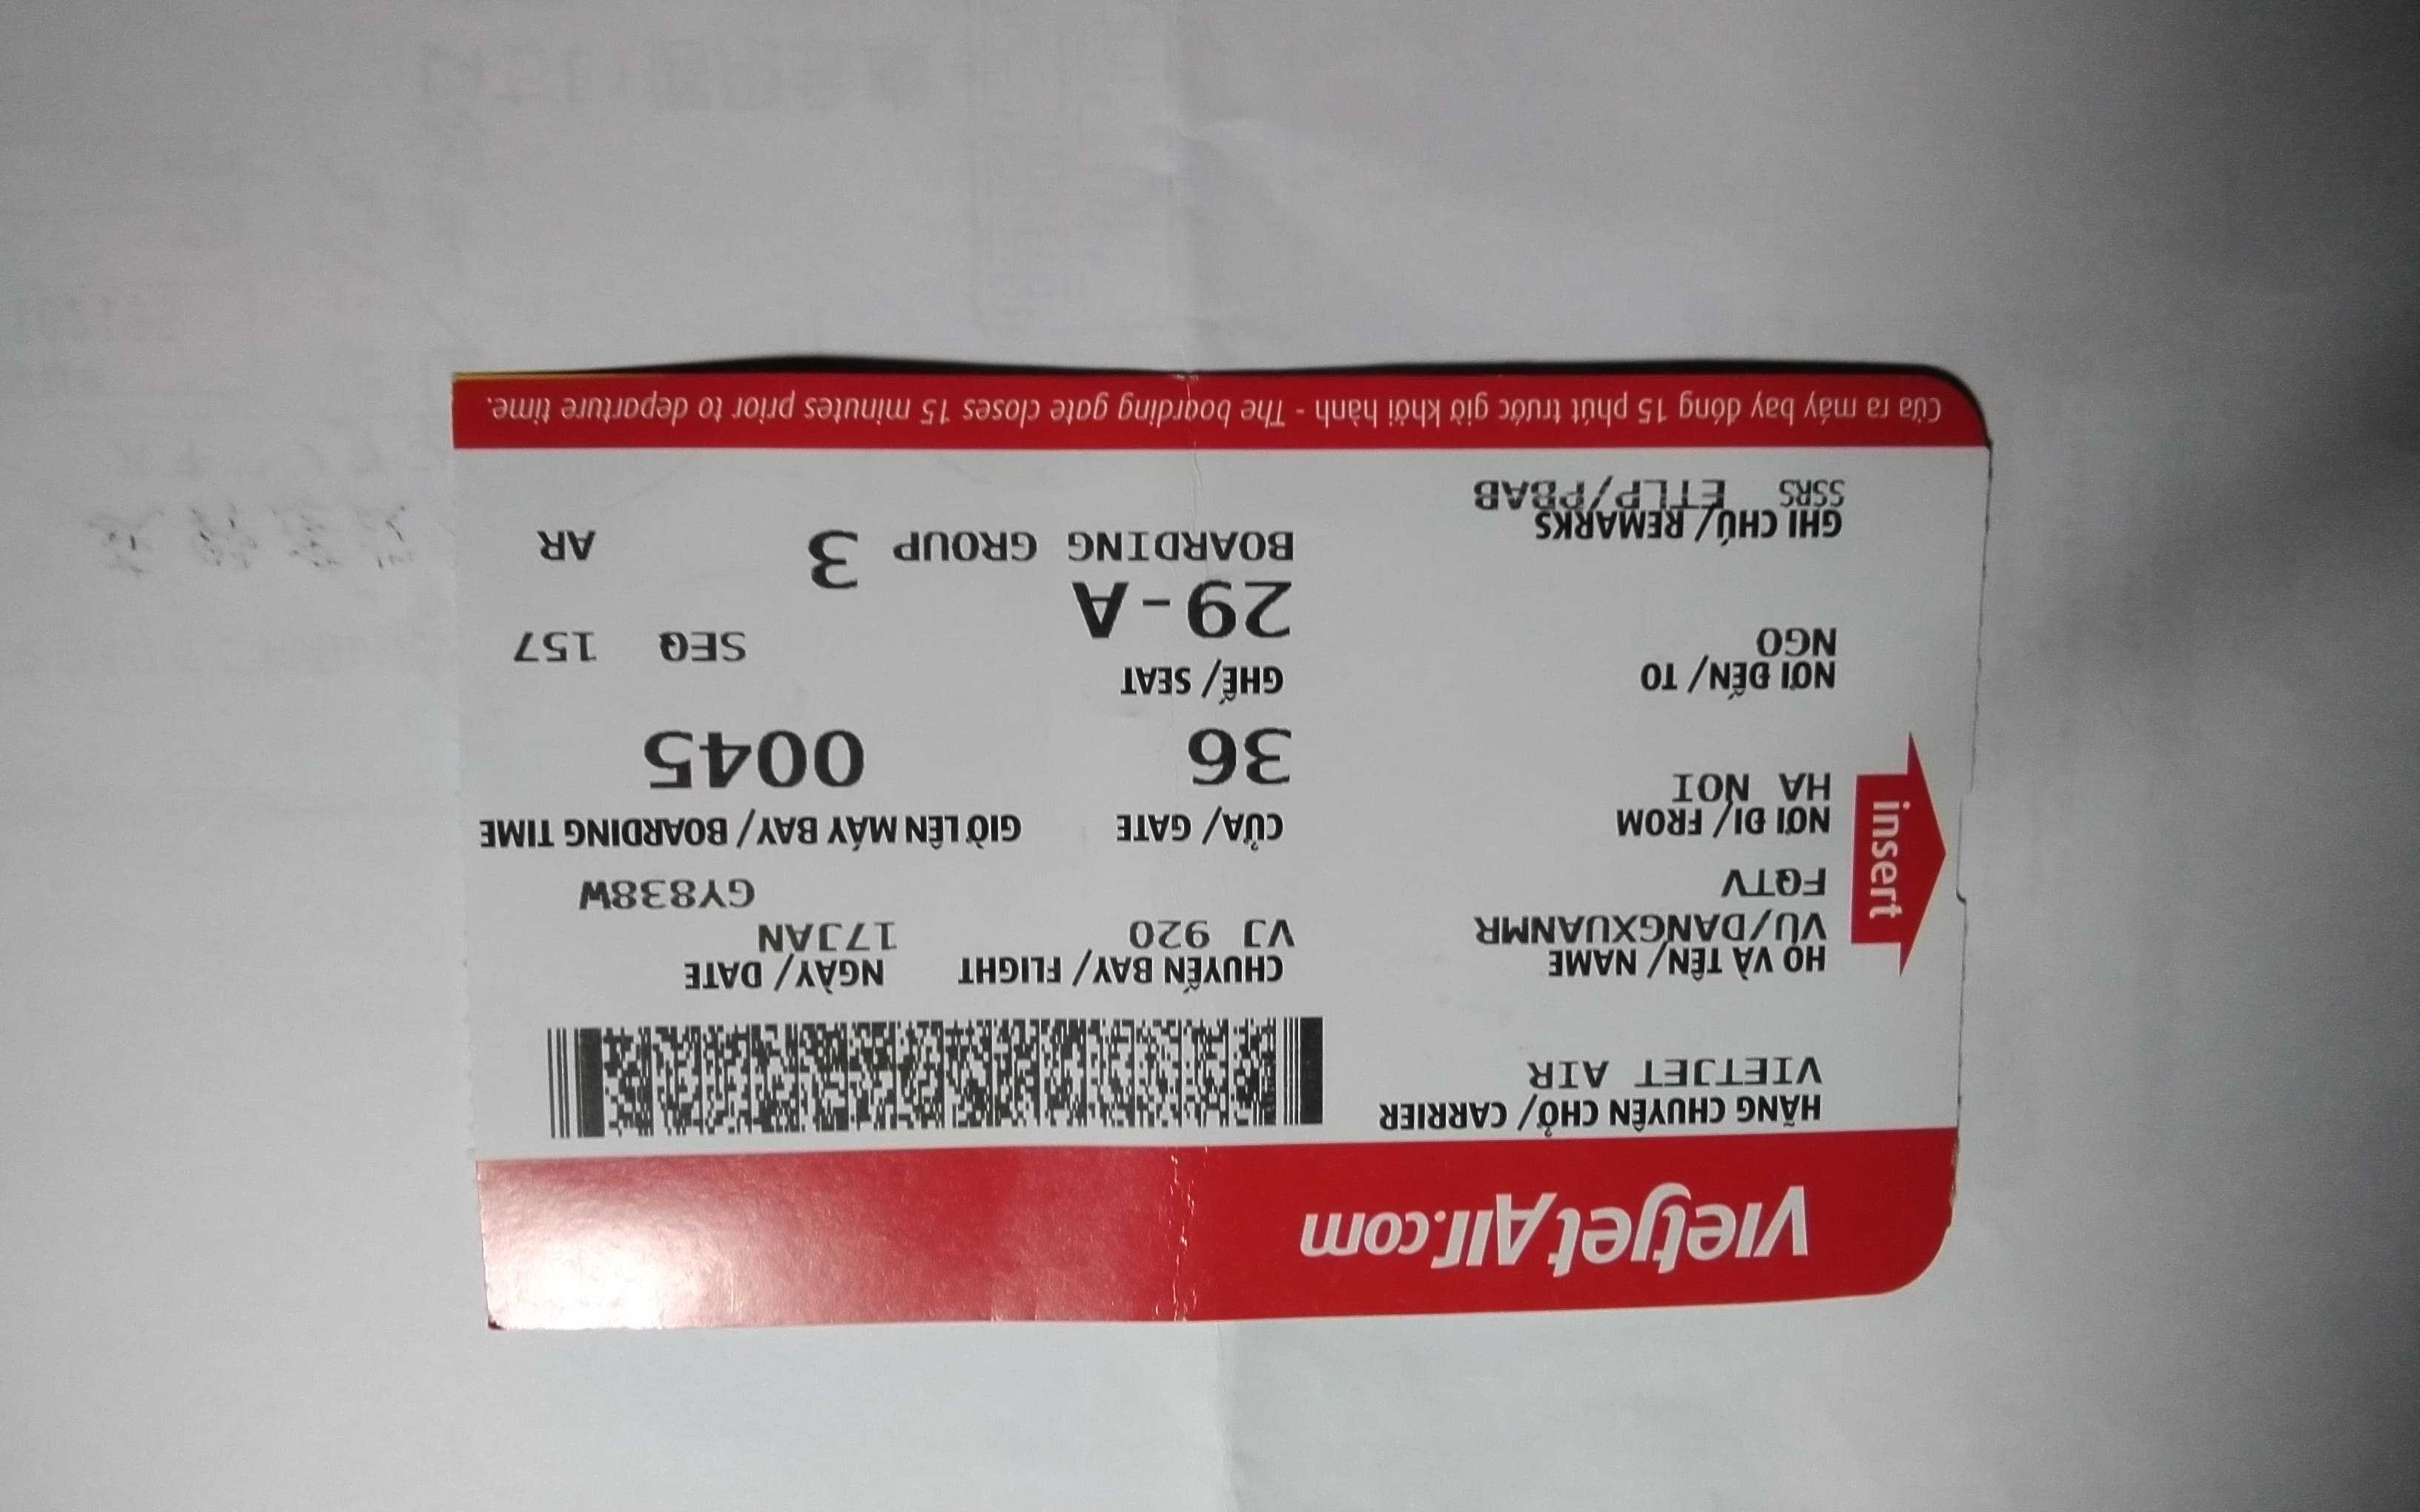 VietjetAir.com
HÃNG CHUYÊN CHỞ/ CARRIER
VIETJET AIR
HỌ VÀ TÊN/ NAME
VU/DANGXUANMR
FQTV
CHUYẾN BAY/ FLIGHT
VJ 920
NGÀY/ DATE
17JAN
GY838W
insert
NƠI ĐI/ FROM
HA NOI
CỬA/ GATE
36
GIỜ LÊN MÁY BAY/ BOARDING TIME
0045
NƠI ĐẾN/ TO
NGO
GHẾ/ SEAT
29-A
SEQ 157
GHI CHÚ/ REMARKS
SSRS ETLP/PBAB
BOARDING GROUP 3
AR
Cửa ra máy bay đóng 15 phút trước giờ khởi hành - The boarding gate closes 15 minutes prior to departure time.